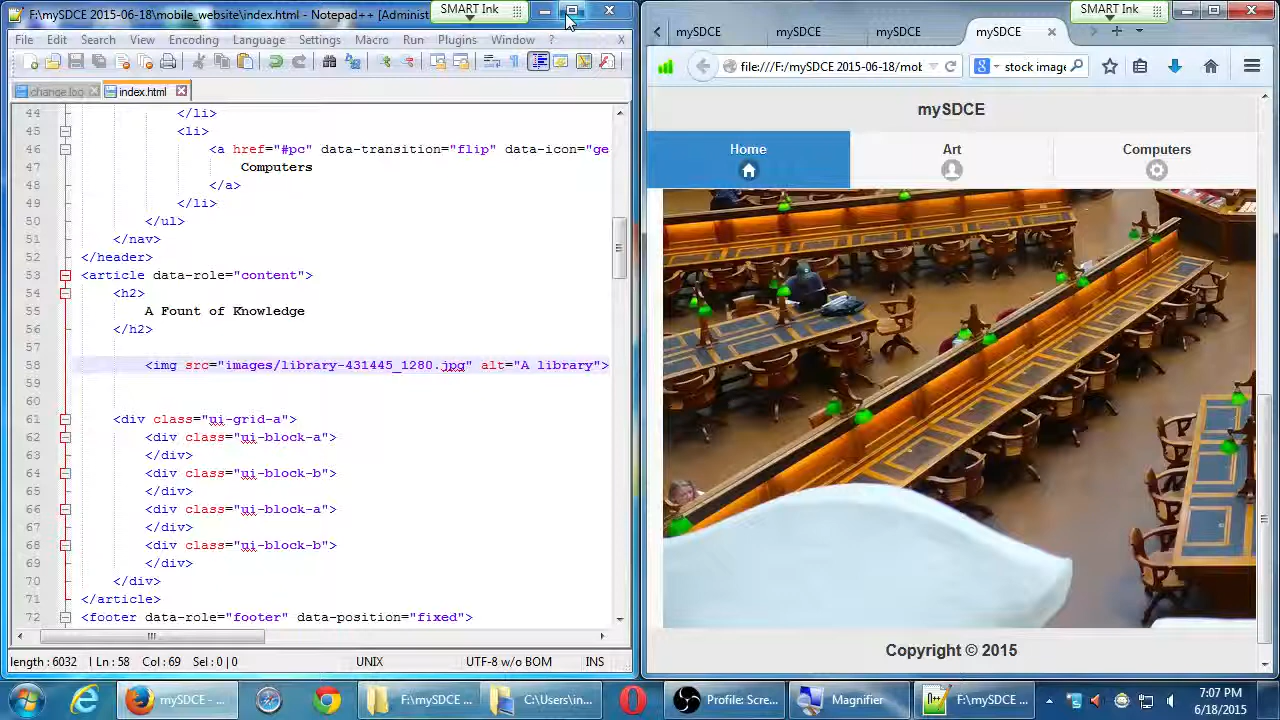 F:\mySDCE 2015-06-18\mobile_website\index.html - Notepad++ [Administ
SMART Ink
File Edit Search View Encoding Language Settings Macro Run Plugins Window ? X
change.log
index.html
44 </li>
45 <li>
46 <a href="#pc" data-transition="flip" data-icon="ge
47 Computers
48 </a>
49 </li>
50 </ul>
51 </nav>
52 </header>
53 <article data-role="content">
54 <h2>
55 A Fount of Knowledge
56 </h2>
57
58 <img src="images/library-431445_1280.jpg" alt="A library">
59
60
61 <div class="ui-grid-a">
62 <div class="ui-block-a">
63 </div>
64 <div class="ui-block-b">
65 </div>
66 <div class="ui-block-a">
67 </div>
68 <div class="ui-block-b">
69 </div>
70 </div>
71 </article>
72 <footer data-role="footer" data-position="fixed">
length : 6032 Ln : 58 Col : 69 Sel : 0 | 0 UNIX UTF-8 w/o BOM INS
SMART Ink
mySDCE mySDCE mySDCE mySDCE
file:///F:/mySDCE 2015-06-18/mob
stock image
mySDCE
Home Art Computers
Copyright © 2015
mySDCE - ...
F:\mySDCE ...
C:\Users\in...
Profile: Scre...
Magnifier
F:\mySDCE ...
7:07 PM
6/18/2015